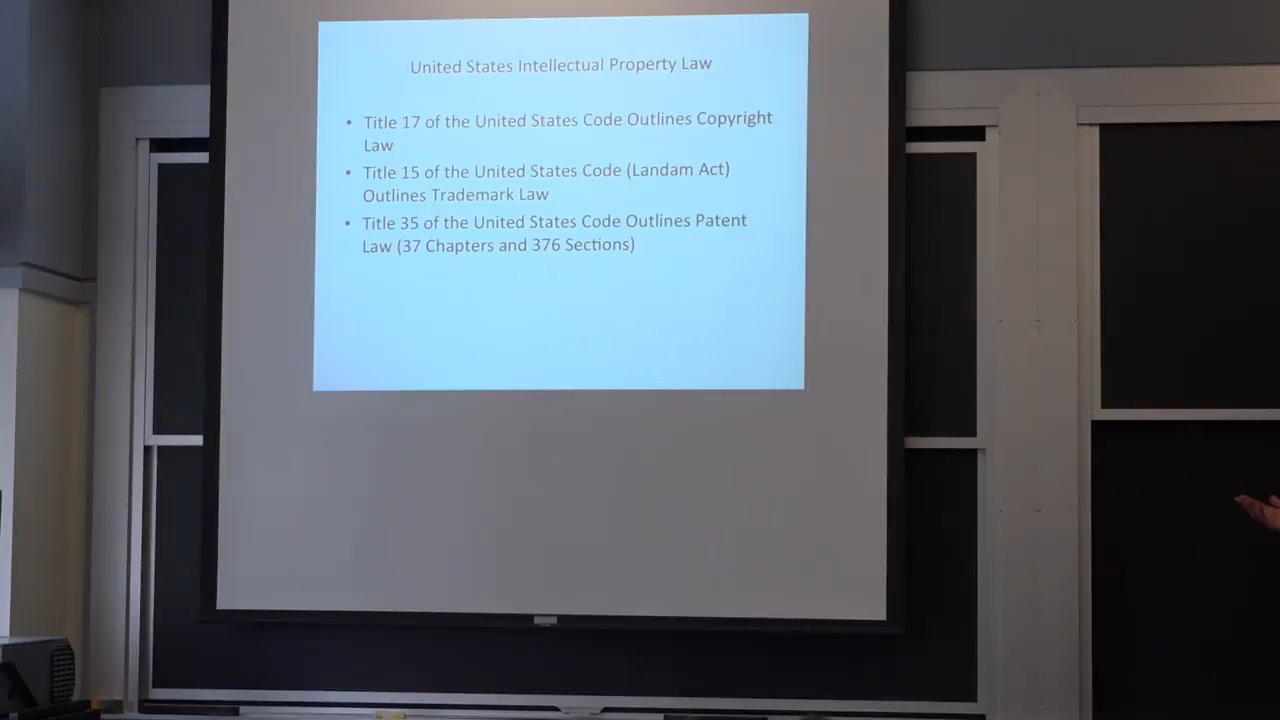 United States Intellectual Property Law
• Title 17 of the United States Code Outlines Copyright
Law
• Title 15 of the United States Code (Landam Act)
Outlines Trademark Law
• Title 35 of the United States Code Outlines Patent
Law (37 Chapters and 376 Sections)